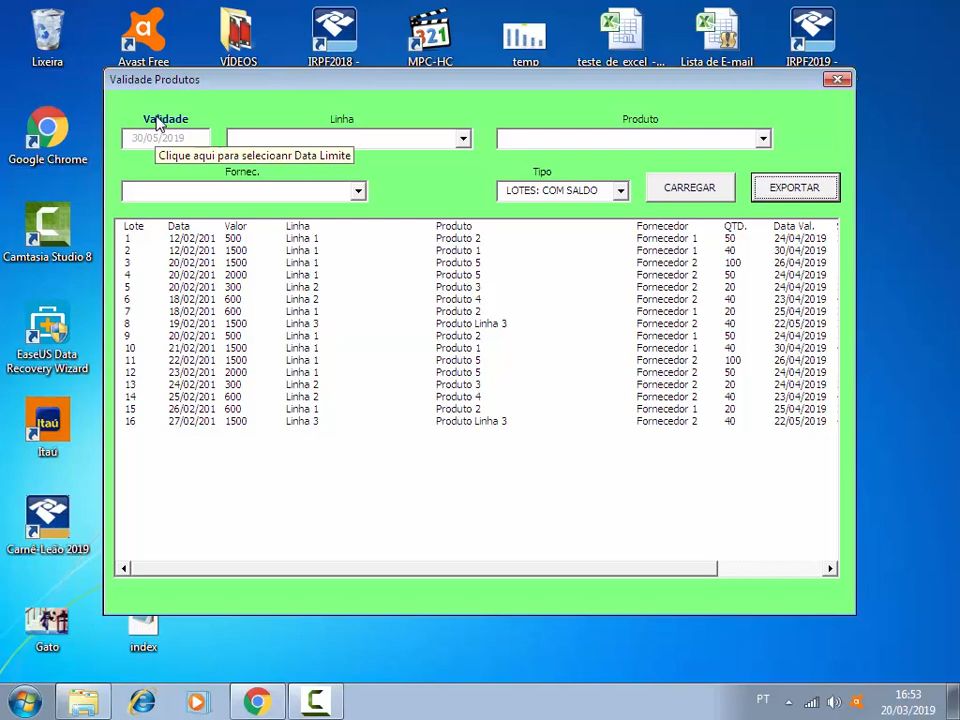 Lixeira
Avast Free
VÍDEOS
IRPF2018 -
MPC-HC
321
temp
teste_de_excel_-...
Lista de E-mail
IRPF2019 -
Google Chrome
Camtasia Studio 8
EaseUS Data
Recovery Wizard
Itaú
Itaú
Carnê-Leão 2019
Gato
index
Validade Produtos
Validade
Linha
Produto
30/05/2019
Clique aqui para selecioanr Data Limite
Fornec.
Tipo
LOTES: COM SALDO
CARREGAR
EXPORTAR
Lote Data Valor Linha Produto Fornecedor QTD. Data Val.
1 12/02/201 500 Linha 1 Produto 2 Fornecedor 1 50 24/04/2019
2 12/02/201 1500 Linha 1 Produto 1 Fornecedor 1 40 30/04/2019
3 20/02/201 1500 Linha 1 Produto 5 Fornecedor 2 100 26/04/2019
4 20/02/201 2000 Linha 1 Produto 5 Fornecedor 2 50 24/04/2019
5 20/02/201 300 Linha 2 Produto 3 Fornecedor 2 20 24/04/2019
6 18/02/201 600 Linha 2 Produto 4 Fornecedor 2 40 23/04/2019
7 18/02/201 600 Linha 1 Produto 2 Fornecedor 1 20 25/04/2019
8 19/02/201 1500 Linha 3 Produto Linha 3 Fornecedor 2 40 22/05/2019
9 20/02/201 500 Linha 1 Produto 2 Fornecedor 1 50 24/04/2019
10 21/02/201 1500 Linha 1 Produto 1 Fornecedor 1 40 30/04/2019
11 22/02/201 1500 Linha 1 Produto 5 Fornecedor 2 100 26/04/2019
12 23/02/201 2000 Linha 1 Produto 5 Fornecedor 2 50 24/04/2019
13 24/02/201 300 Linha 2 Produto 3 Fornecedor 2 20 24/04/2019
14 25/02/201 600 Linha 2 Produto 4 Fornecedor 2 40 23/04/2019
15 26/02/201 600 Linha 1 Produto 2 Fornecedor 1 20 25/04/2019
16 27/02/201 1500 Linha 3 Produto Linha 3 Fornecedor 2 40 22/05/2019
PT
16:53
20/03/2019